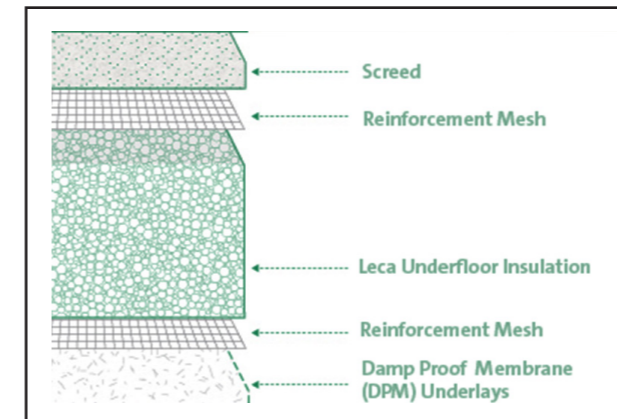 Screed
Reinforcement Mesh
Leca Underfloor Insulation
Reinforcement Mesh
Damp Proof Membrane
(DPM) Underlays